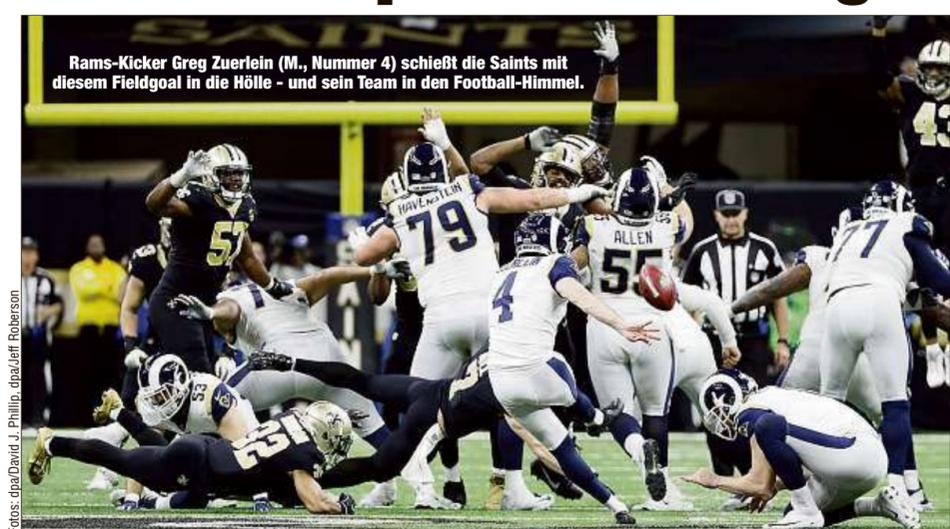 SAINTS
Rams-Kicker Greg Zuerlein (M., Nummer 4) schießt die Saints mit
diesem Fieldgoal in die Hölle - und sein Team in den Football-Himmel.
43
HAVENSTEIN
79
57
ALLEN
55
77
4
53
32
Fotos: dpa/David J. Phillip, dpa/Jeff Roberson